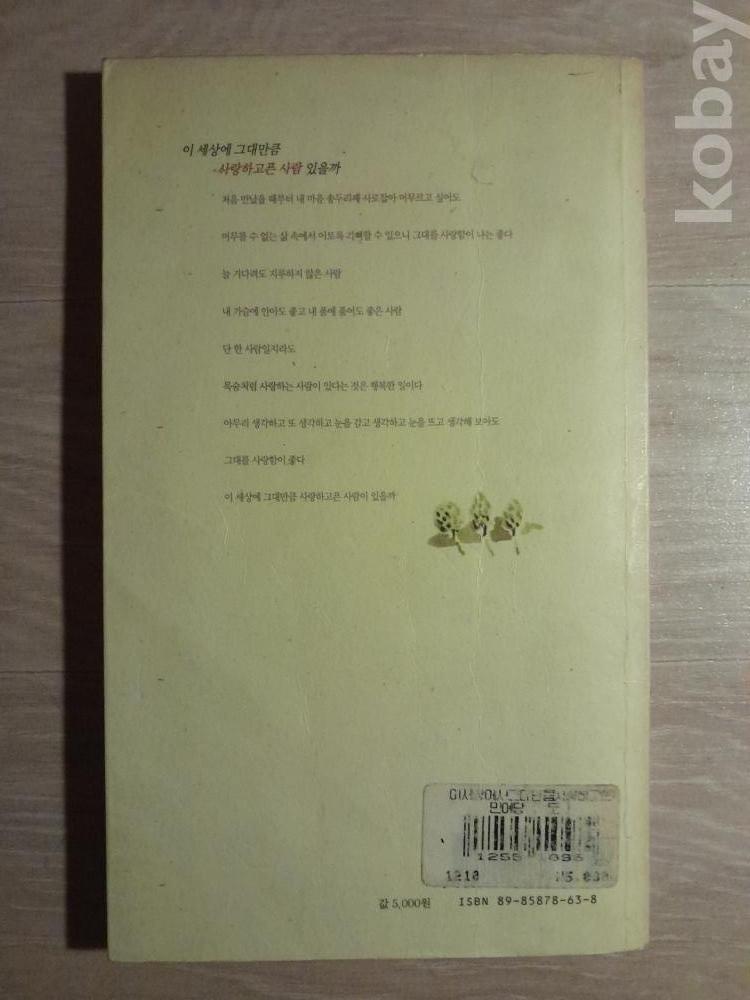 이 세상에 그대만큼
사랑하고픈 사람 있을까
처음 만났을 때부터 내 마음 송두리째 사로잡아 머무르고 싶어도
머무를 수 없는 삶 속에서 이토록 기뻐할 수 있으니 그대를 사랑함이 나는 좋다
늘 기다려도 지루하지 않은 사람
내 가슴에 안아도 좋고 내 품에 품어도 좋은 사람
단 한 사람일지라도
목숨처럼 사랑하는 사람이 있다는 것은 행복한 일이다
아무리 생각하고 또 생각하고 눈을 감고 생각하고 눈을 뜨고 생각해 보아도
그대를 사랑함이 좋다
이 세상에 그대만큼 사랑하고픈 사람이 있을까
민예당
1210
값 5,000원 ISBN 89-85878-63-8
kobay